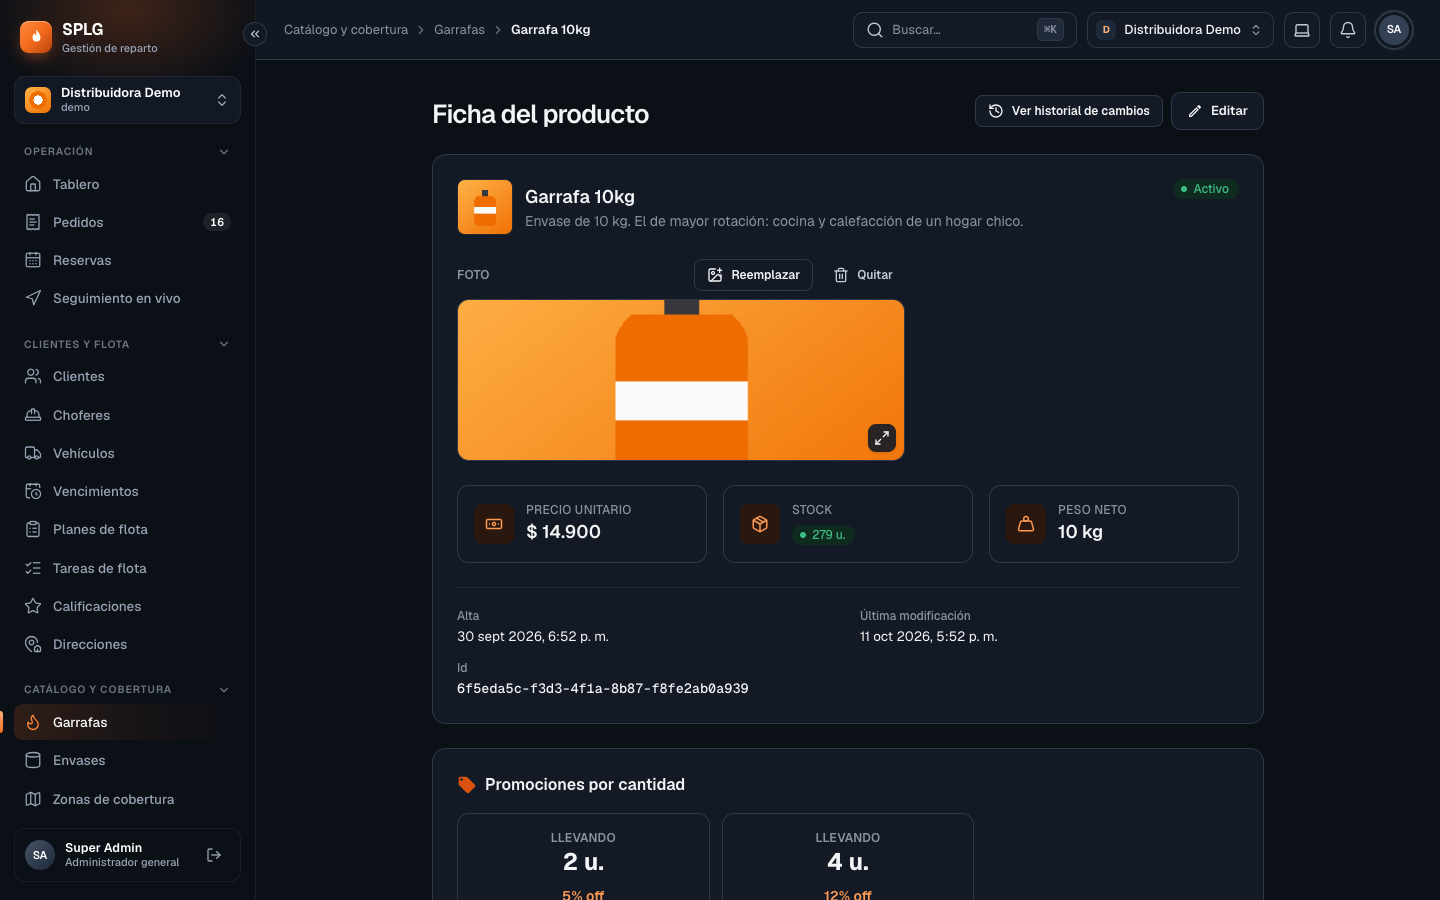 SPLG
Gestión de reparto
Distribuidora Demo
demo
OPERACIÓN
Tablero
Pedidos 16
Reservas
Seguimiento en vivo
CLIENTES Y FLOTA
Clientes
Choferes
Vehículos
Vencimientos
Planes de flota
Tareas de flota
Calificaciones
Direcciones
CATÁLOGO Y COBERTURA
Garrafas
Envases
Zonas de cobertura
SA
Super Admin
Administrador general
Catálogo y cobertura > Garrafas > Garrafa 10kg
Buscar... ⌘K
D Distribuidora Demo
SA
Ficha del producto
Ver historial de cambios
Editar
Garrafa 10kg
Activo
Envase de 10 kg. El de mayor rotación: cocina y calefacción de un hogar chico.
FOTO
Reemplazar
Quitar
PRECIO UNITARIO
$ 14.900
STOCK
279 u.
PESO NETO
10 kg
Alta
30 sept 2026, 6:52 p. m.
Última modificación
11 oct 2026, 5:52 p. m.
Id
6f5eda5c-f3d3-4f1a-8b87-f8fe2ab0a939
Promociones por cantidad
LLEVANDO
2 u.
5% off
LLEVANDO
4 u.
12% off